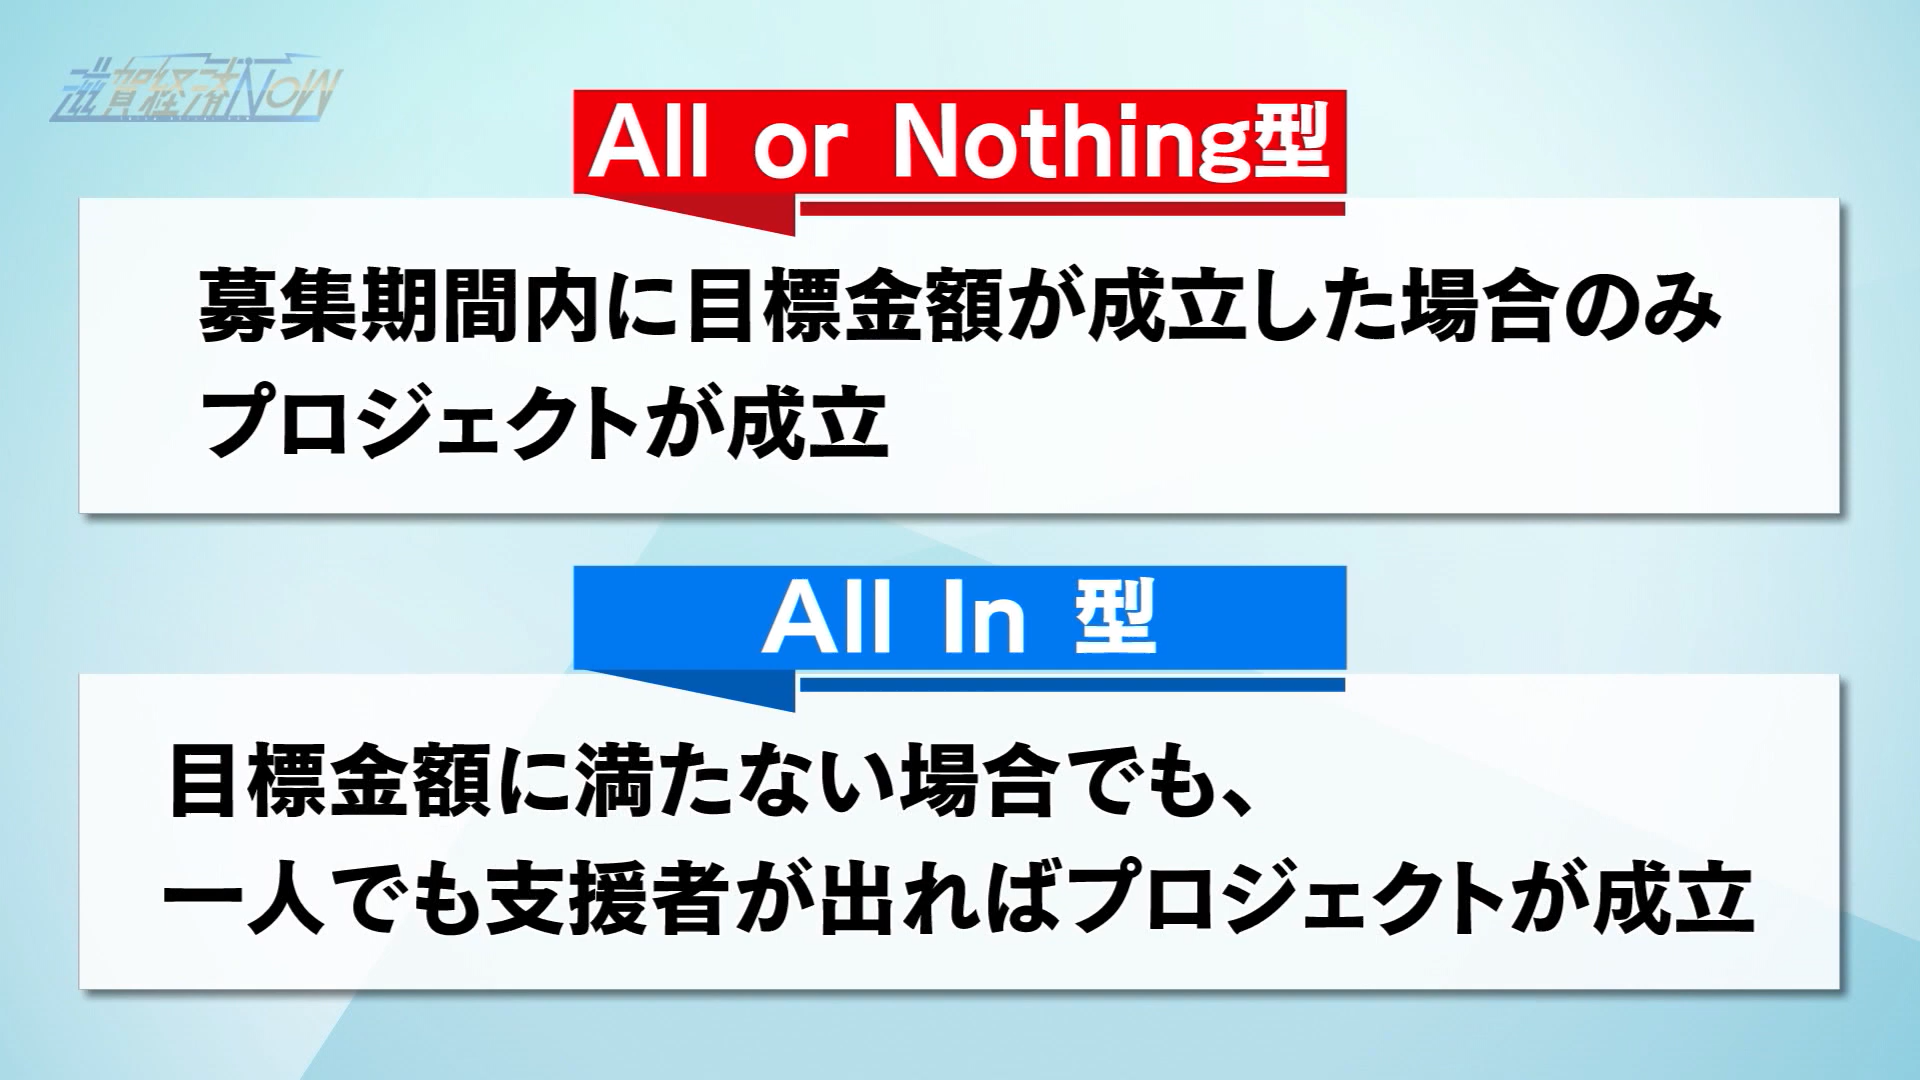 滋賀経済NOW
All or Nothing型
募集期間内に目標金額が成立した場合のみ
プロジェクトが成立
All In 型
目標金額に満たない場合でも、
一人でも支援者が出ればプロジェクトが成立